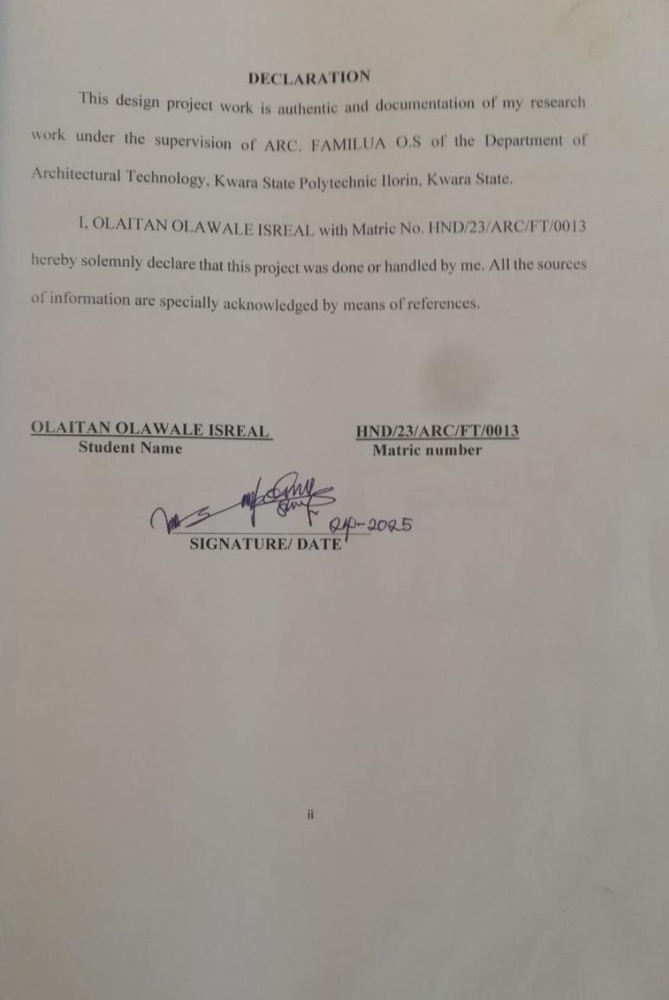 DECLARATION
This design project work is authentic and documentation of my research
work under the supervision of ARC. FAMILUA O.S of the Department of
Architectural Technology, Kwara State Polytechnic Ilorin, Kwara State.
I, OLAITAN OLAWALE ISREAL with Matric No. HND/23/ARC/FT/0013
hereby solemnly declare that this project was done or handled by me. All the sources
of information are specially acknowledged by means of references.
OLAITAN OLAWALE ISREAL HND/23/ARC/FT/0013
Student Name Matric number
SIGNATURE/ DATE
ii